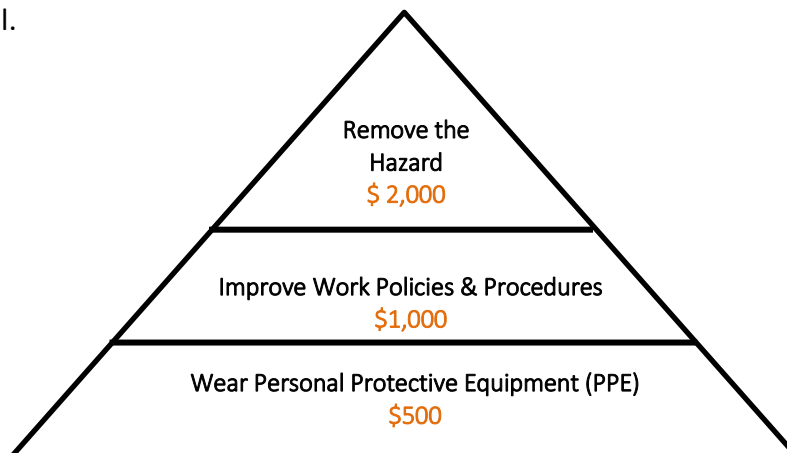 l.
Remove the
Hazard
$ 2,000
Improve Work Policies & Procedures
$1,000
Wear Personal Protective Equipment (PPE)
$500